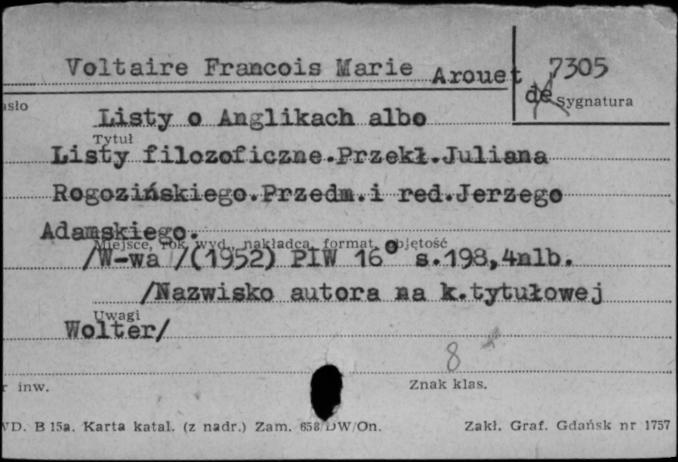 Voltaire Francois Marie Arouet de
7305
Sygnatura
Listy o Anglikach albo
Tytuł
Listy filozoficzne.Przekł.Juliana
Rogozińskiego.Przedm.i red.Jerzego
Adamskiego.
Miejsce, rok wyd., nakładca, format, objętość
/W-wa /(1952) PIW 16° s.198,4nlb.
/Nazwisko autora na k.tytułowej
Uwagi
Wolter/
8
inw.
Znak klas.
B 15a. Karta katal. (z nadr.) Zam. 658/DW/On.
Zakł. Graf. Gdańsk nr 1757